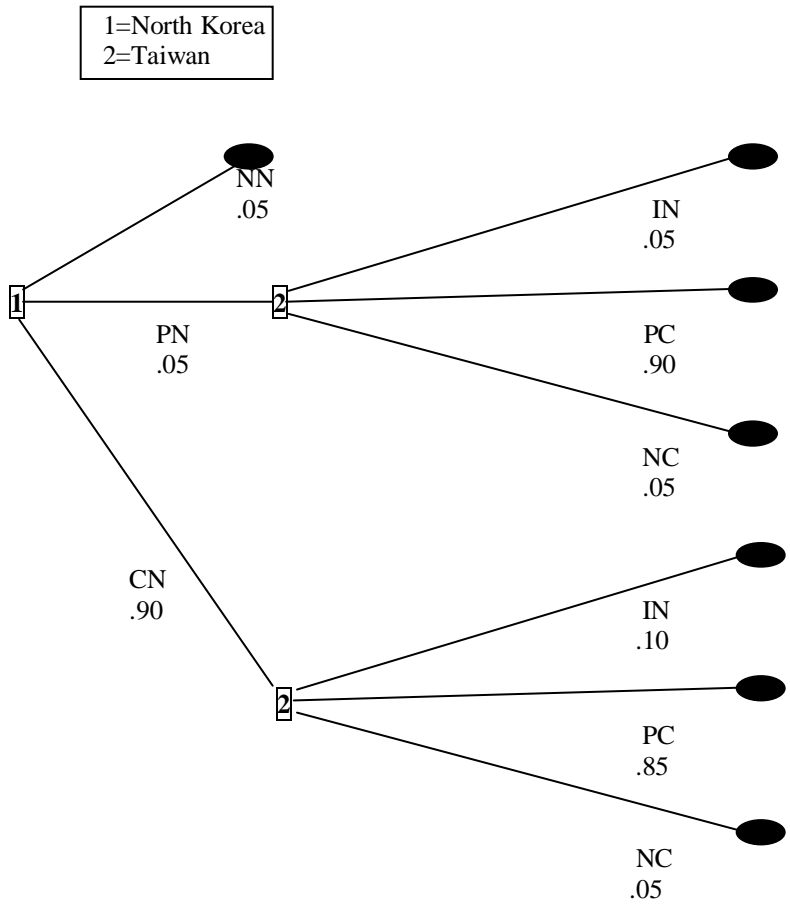 1=North Korea
2=Taiwan
NN
.05
IN
.05
1
2
PN
.05
PC
.90
NC
.05
CN
.90
IN
.10
2
PC
.85
NC
.05